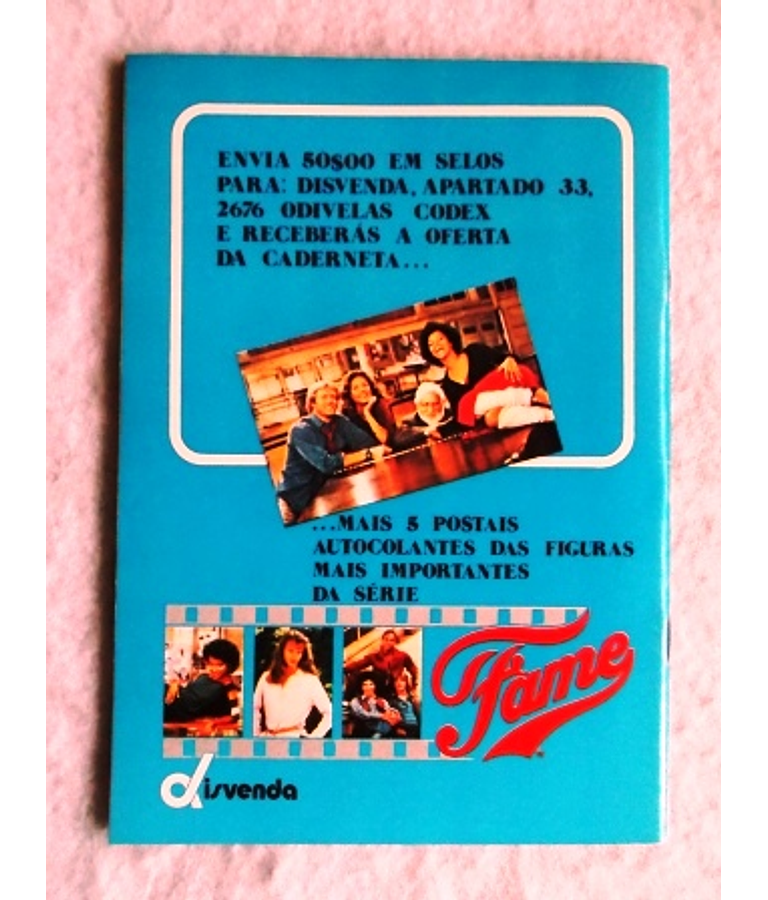 ENVIA 50$00 EM SELOS
PARA: DISVENDA, APARTADO 33,
2676 ODIVELAS CODEX
E RECEBERÁS A OFERTA
DA CADERNETA...
...MAIS 5 POSTAIS
AUTOCOLANTES DAS FIGURAS
MAIS IMPORTANTES
DA SÉRIE
Fame
disvenda